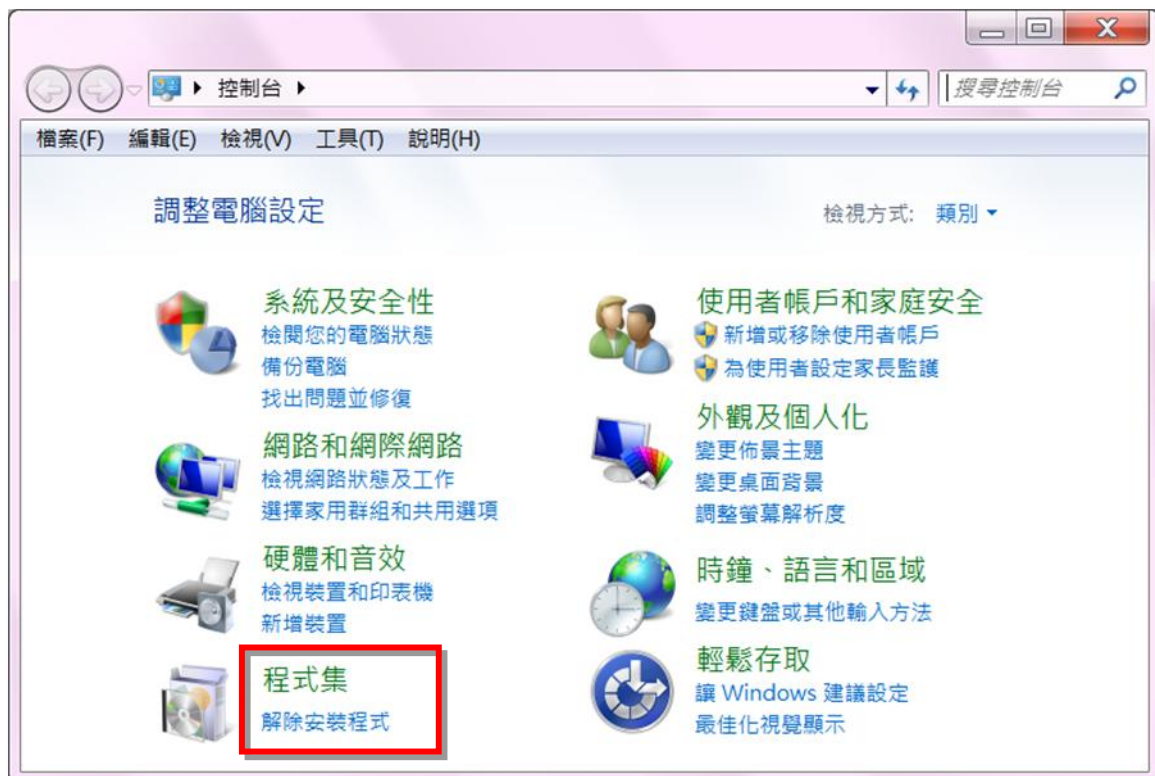 控制台
搜尋控制台
檔案(F) 編輯(E) 檢視(V) 工具(T) 說明(H)
調整電腦設定
檢視方式: 類別
系統及安全性
檢閱您的電腦狀態
備份電腦
找出問題並修復
網路和網際網路
檢視網路狀態及工作
選擇家用群組和共用選項
硬體和音效
檢視裝置和印表機
新增裝置
程式集
解除安裝程式
使用者帳戶和家庭安全
新增或移除使用者帳戶
為使用者設定家長監護
外觀及個人化
變更佈景主題
變更桌面背景
調整螢幕解析度
時鐘、語言和區域
變更鍵盤或其他輸入方法
輕鬆存取
讓 Windows 建議設定
最佳化視覺顯示